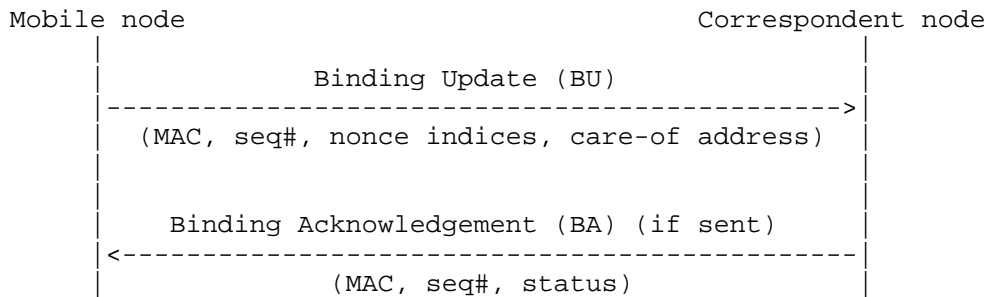 Mobile node                                Correspondent node
Binding Update (BU)
(MAC, seq#, nonce indices, care-of address)
Binding Acknowledgement (BA) (if sent)
(MAC, seq#, status)